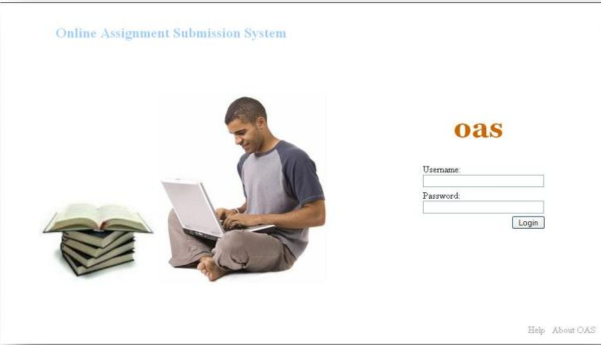 Online Assignment Submission System
oas
Username:
Password:
Login
Help About OAS